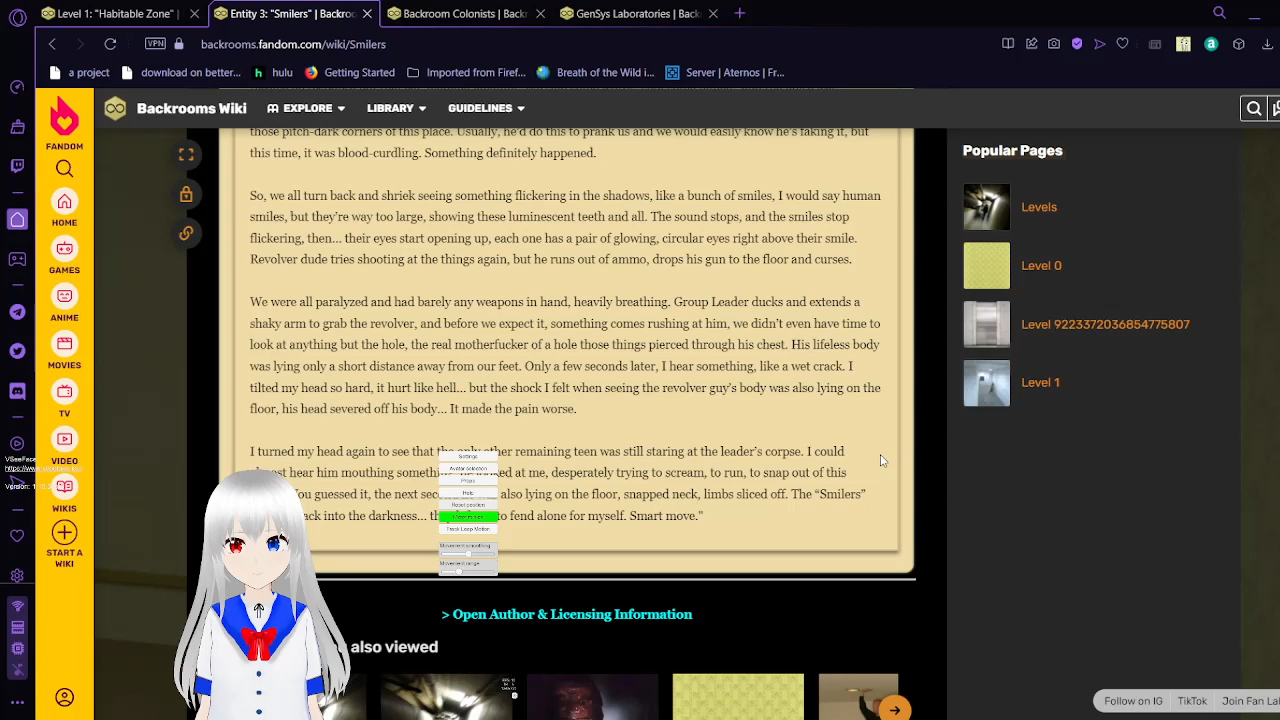 Level 1: "Habitable Zone"
Entity 3: "Smilers" | Backroo
Backrooms Colonists | Backr
GenSys Laboratories | Back
VPN
backrooms.fandom.com/wiki/Smilers
a project
download on better...
hulu
Getting Started
Imported from Firef...
Breath of the Wild i...
Server | Aternos | Fr...
FANDOM
HOME
GAMES
ANIME
MOVIES
TV
VIDEO
WIKIS
START A
WIKI
Backrooms Wiki
EXPLORE
LIBRARY
GUIDELINES
those pitch-dark corners of this place. Usually, he'd do this to prank us and we would easily know he's faking it, but
this time, it was blood-curdling. Something definitely happened.
So, we all turn back and shriek seeing something flickering in the shadows, like a bunch of smiles, I would say human
smiles, but they're way too large, showing these luminescent teeth and all. The sound stops, and the smiles stop
flickering, then... their eyes start opening up, each one has a pair of glowing, circular eyes right above their smile.
Revolver dude tries shooting at the things again, but he runs out of ammo, drops his gun to the floor and curses.
We were all paralyzed and had barely any weapons in hand, heavily breathing. Group Leader ducks and extends a
shaky arm to grab the revolver, and before we expect it, something comes rushing at him, we didn't even have time to
look at anything but the hole, the real motherfucker of a hole those things pierced through his chest. His lifeless body
was lying only a short distance away from our feet. Only a few seconds later, I hear something, like a wet crack. I
tilted my head so hard, it hurt like hell... but the shock I felt when seeing the revolver guy's body was also lying on the
floor, his head severed off his body... It made the pain worse.
I turned my head again to see that the only other remaining teen was still staring at the leader's corpse. I could
hear him mouthing at me, desperately trying to scream, to run, to snap out of this
You guessed it, the next also lying on the floor, snapped neck, limbs sliced off. The "Smilers"
back into the darkness... to fend alone for myself. Smart move."
Settings
Avatar selection
Props
Help
Reset position
Track Leap Motion
Movement smoothing
Movement range
> Open Author & Licensing Information
also viewed
Popular Pages
Levels
Level 0
Level 9223372036854775807
Level 1
Follow on IG
TikTok
Join Fan La